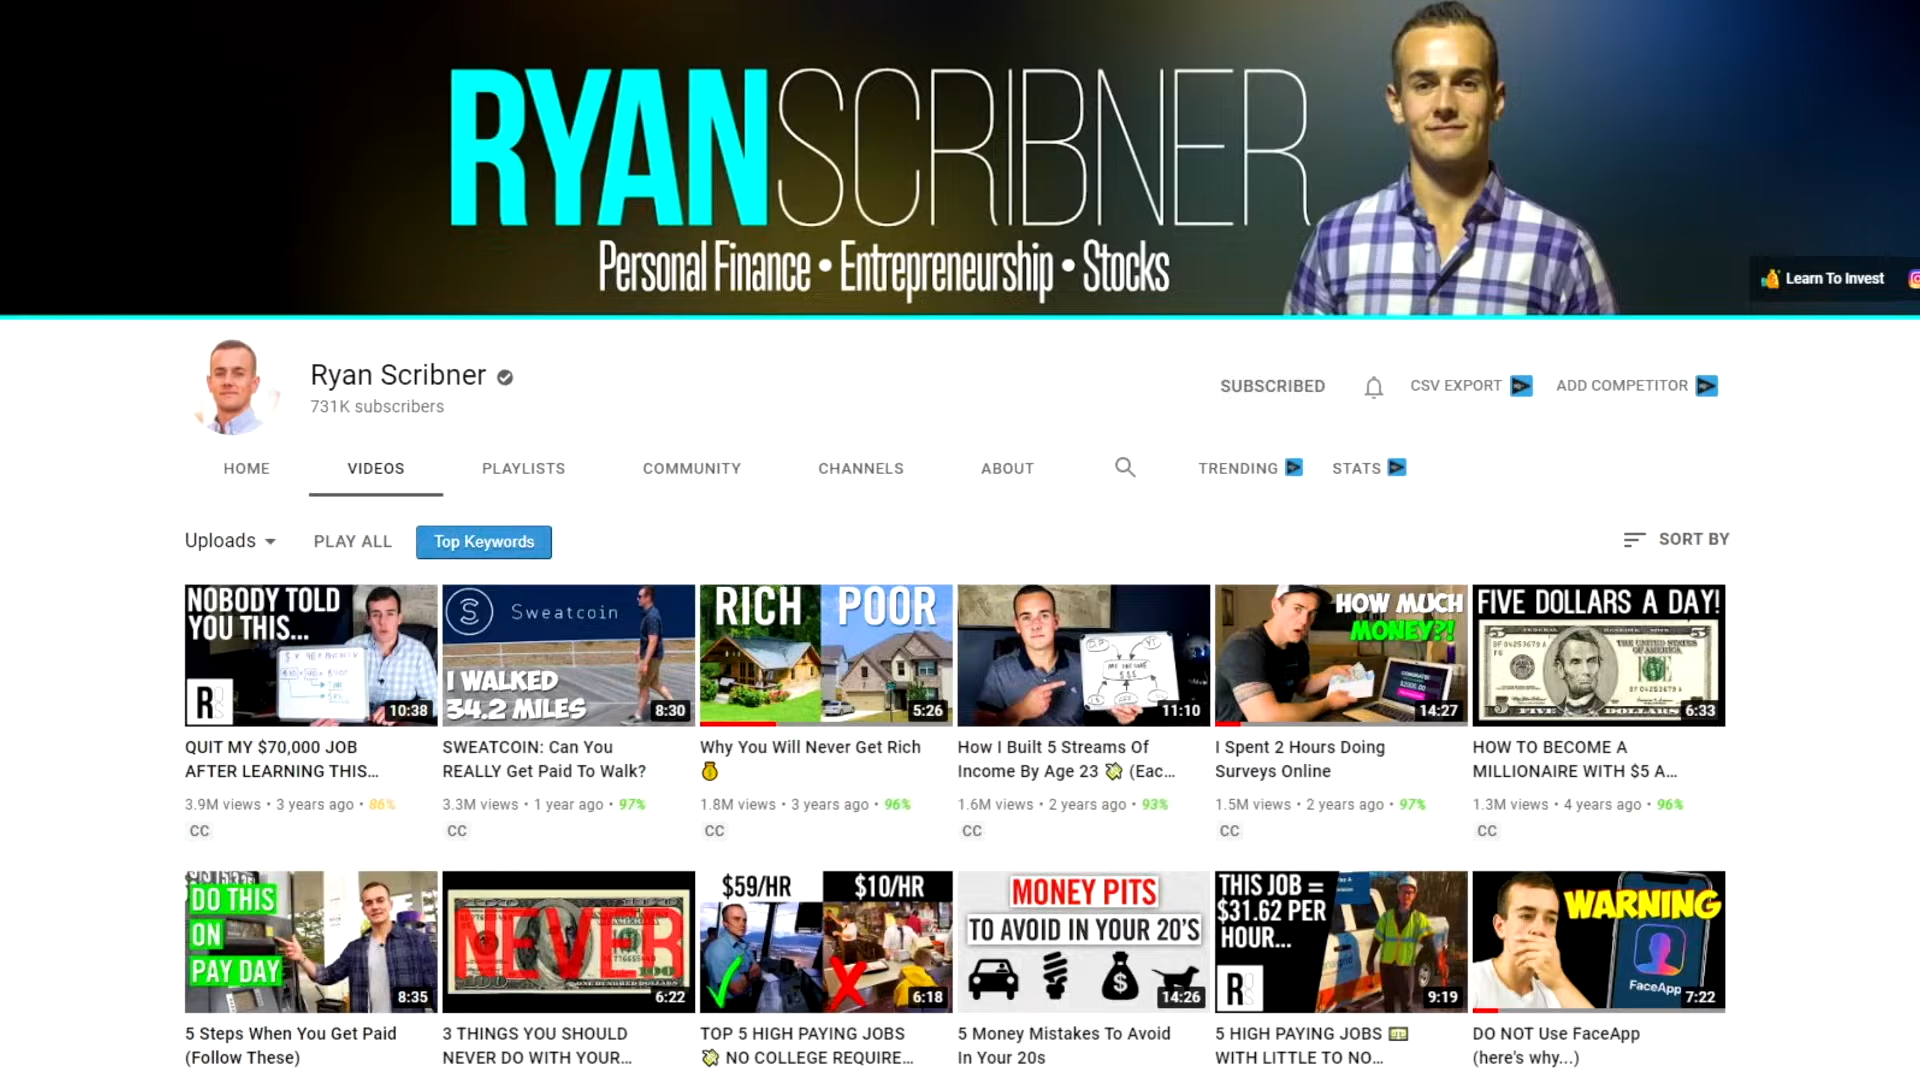 RYANSCRIBNER
Personal Finance • Entrepreneurship • Stocks
Learn To Invest
Ryan Scribner
731K subscribers
SUBSCRIBED
CSV EXPORT
ADD COMPETITOR
HOME
VIDEOS
PLAYLISTS
COMMUNITY
CHANNELS
ABOUT
TRENDING
STATS
Uploads
PLAY ALL
Top Keywords
SORT BY
NOBODY TOLD
YOU THIS...
R
10:38
QUIT MY $70,000 JOB
AFTER LEARNING THIS...
3.9M views • 3 years ago • 86%
CC
Sweatcoin
I WALKED
34.2 MILES
8:30
SWEATCOIN: Can You
REALLY Get Paid To Walk?
3.3M views • 1 year ago • 97%
CC
RICH
POOR
5:26
Why You Will Never Get Rich
1.8M views • 3 years ago • 96%
CC
MY INCOME
$$$
11:10
How I Built 5 Streams Of
Income By Age 23 💸 (Eac...
1.6M views • 2 years ago • 93%
CC
HOW MUCH
MONEY?!
14:27
I Spent 2 Hours Doing
Surveys Online
1.5M views • 2 years ago • 97%
CC
FIVE DOLLARS A DAY!
THE UNITED STATES
OF AMERICA
FIVE DOLLARS
6:33
HOW TO BECOME A
MILLIONAIRE WITH $5 A...
1.3M views • 4 years ago • 96%
CC
DO THIS
ON
PAY DAY
8:35
5 Steps When You Get Paid
(Follow These)
NEVER
100
6:22
3 THINGS YOU SHOULD
NEVER DO WITH YOUR...
$59/HR
$10/HR
6:18
TOP 5 HIGH PAYING JOBS
💸 NO COLLEGE REQUIRE...
MONEY PITS
TO AVOID IN YOUR 20'S
$
14:26
5 Money Mistakes To Avoid
In Your 20s
THIS JOB =
$31.62 PER
HOUR...
R
9:19
5 HIGH PAYING JOBS 💵
WITH LITTLE TO NO...
WARNING
FaceApp
7:22
DO NOT Use FaceApp
(here's why...)